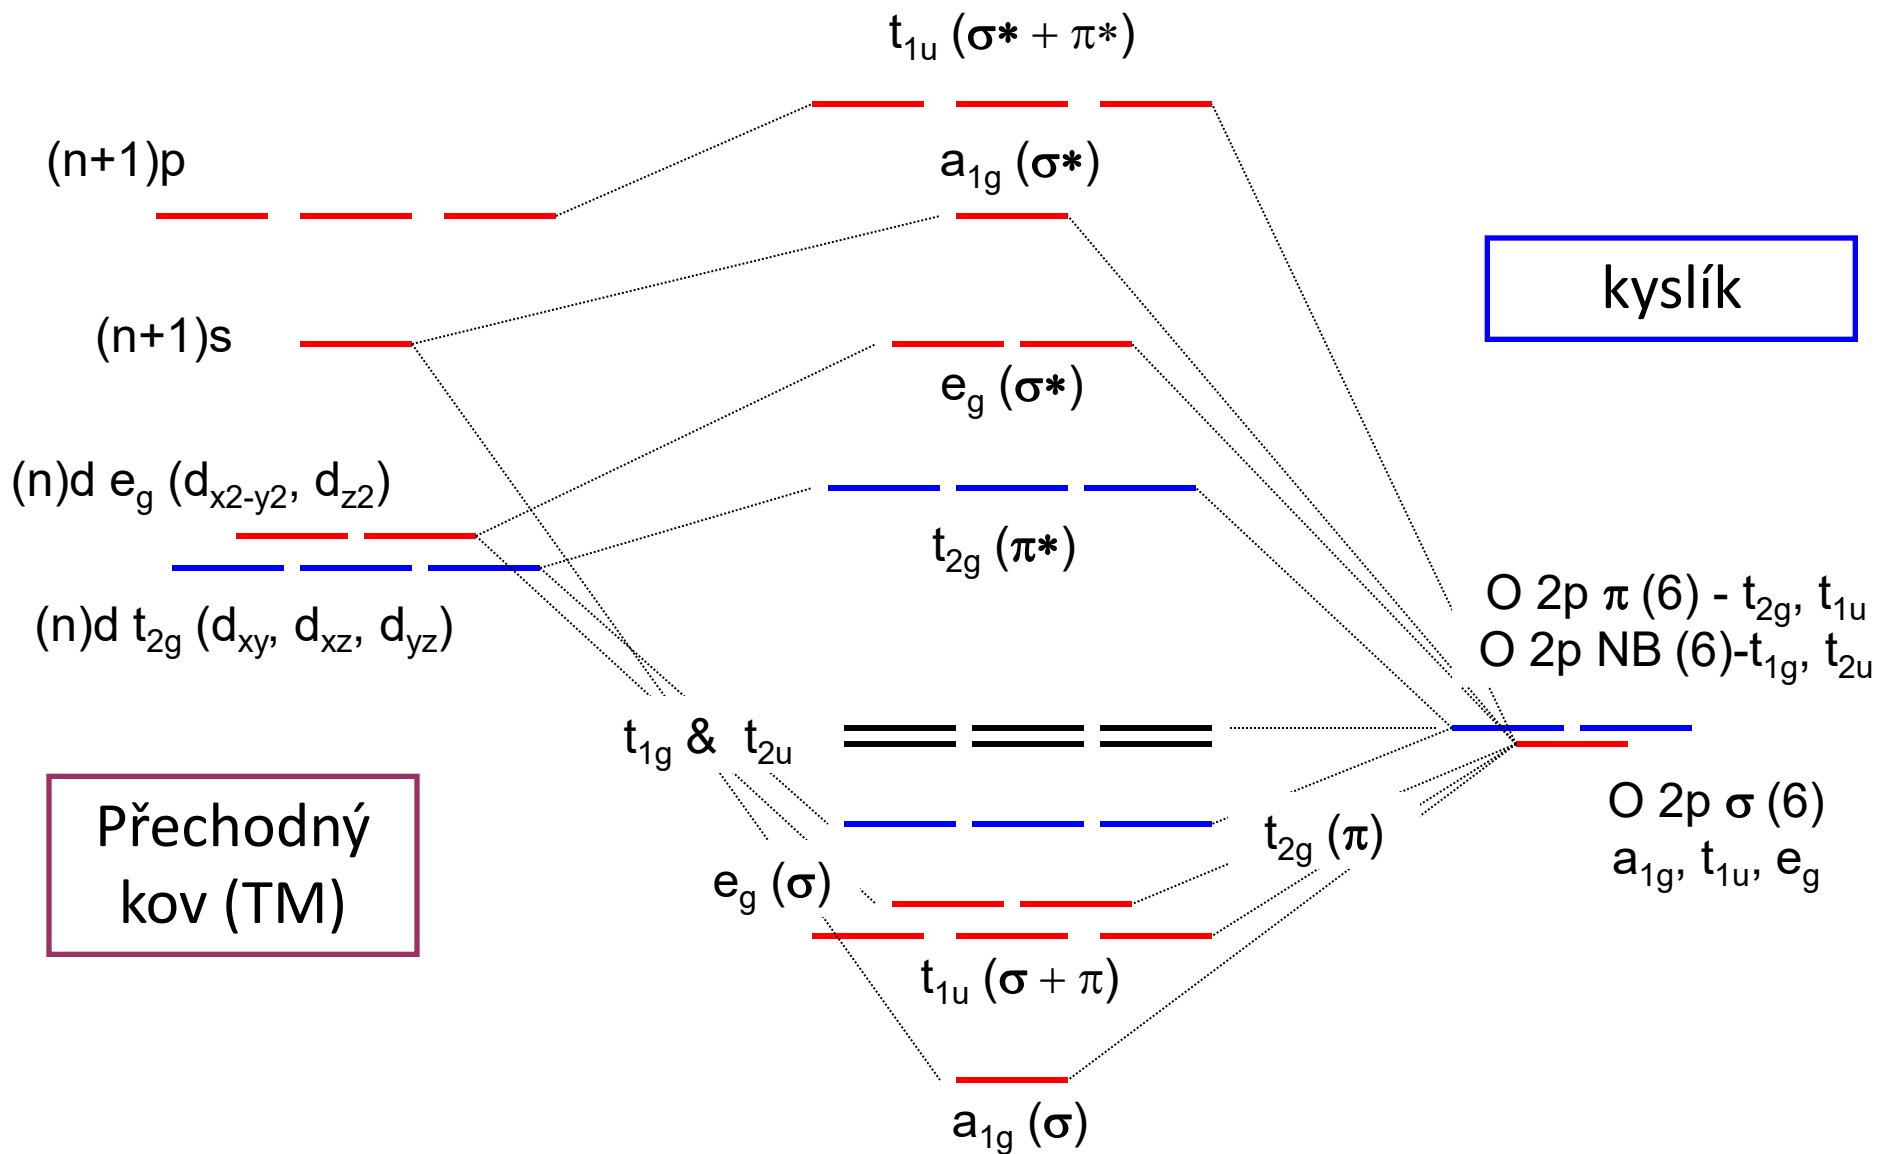 t1u (σ* + π*)
(n+1)p
a1g (σ*)
kyslík
(n+1)s
eg (σ*)
(n)d eg (dx2-y2, dz2)
t2g (π*)
(n)d t2g (dxy, dxz, dyz)
O 2p π (6) - t2g, t1u
O 2p NB (6)-t1g, t2u
t1g & t2u
Přechodný
kov (TM)
O 2p σ (6)
a1g, t1u, eg
t2g (π)
eg (σ)
t1u (σ + π)
a1g (σ)